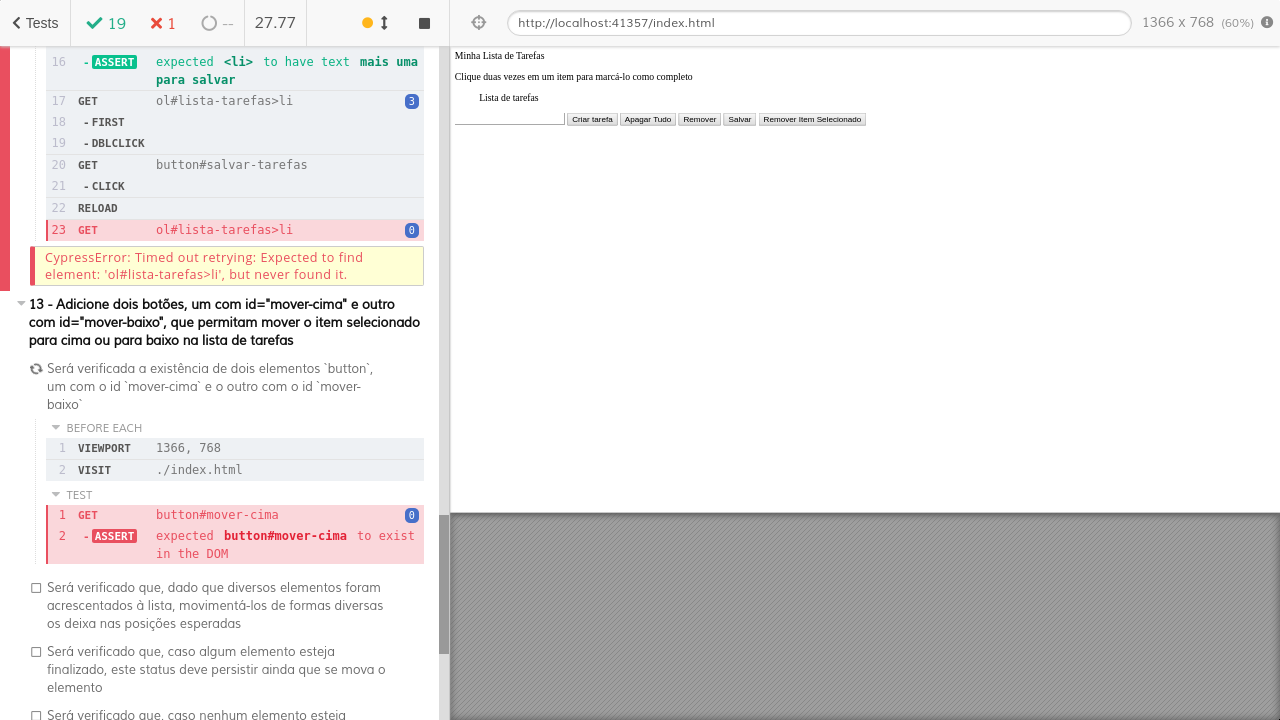 Tests
19
1
--
27.77
http://localhost:41357/index.html
1366 x 768 (60%)
16 -ASSERT expected <li> to have text mais uma
para salvar
17 GET ol#lista-tarefas>li 3
18 -FIRST
19 -DBLCLICK
20 GET button#salvar-tarefas
21 -CLICK
22 RELOAD
23 GET ol#lista-tarefas>li 0
CypressError: Timed out retrying: Expected to find
element: 'ol#lista-tarefas>li', but never found it.
13 - Adicione dois botões, um com id="mover-cima" e outro
com id="mover-baixo", que permitam mover o item selecionado
para cima ou para baixo na lista de tarefas
Será verificada a existência de dois elementos `button`,
um com o id `mover-cima` e o outro com o id `mover-
baixo`
BEFORE EACH
1 VIEWPORT 1366, 768
2 VISIT ./index.html
TEST
1 GET button#mover-cima 0
2 -ASSERT expected button#mover-cima to exist
in the DOM
Será verificado que, dado que diversos elementos foram
acrescentados à lista, movimentá-los de formas diversas
os deixa nas posições esperadas
Será verificado que, caso algum elemento esteja
finalizado, este status deve persistir ainda que se mova o
elemento
Será verificado que, caso nenhum elemento esteja
Minha Lista de Tarefas
Clique duas vezes em um item para marcá-lo como completo
Lista de tarefas
Criar tarefa Apagar Tudo Remover Salvar Remover Item Selecionado